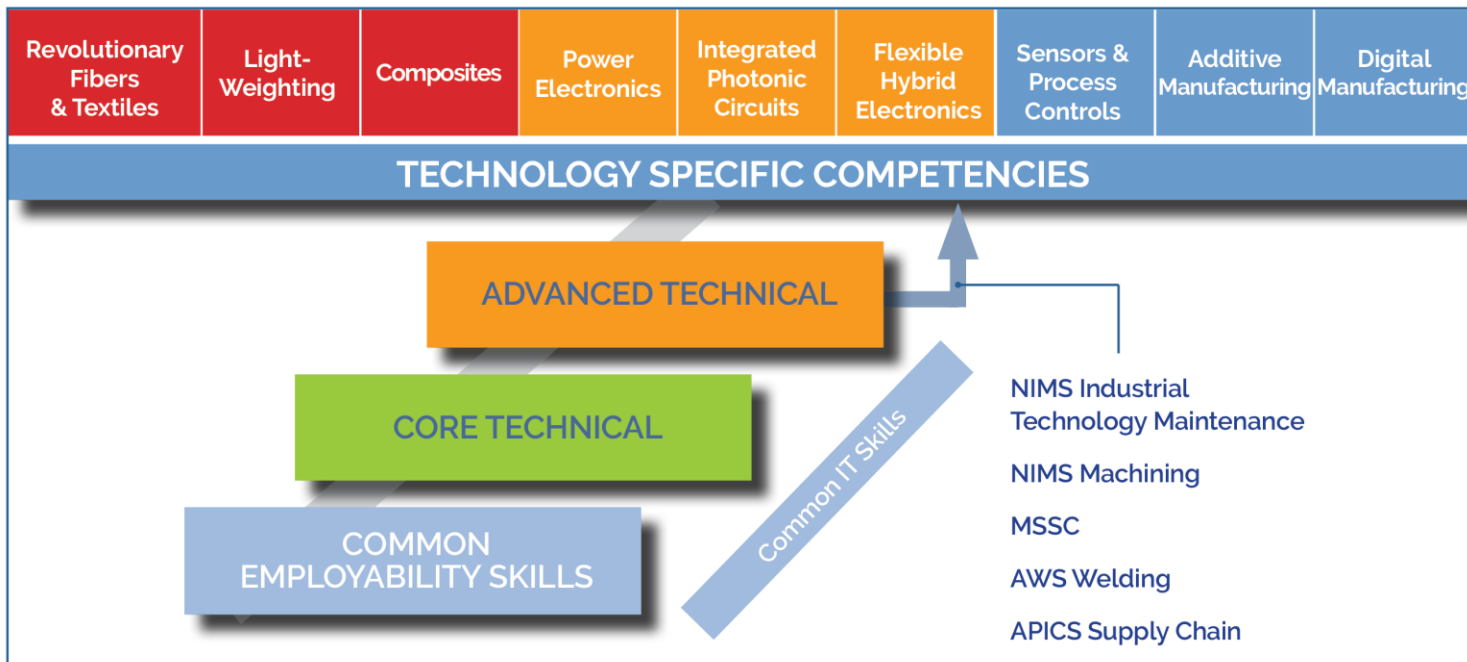 Revolutionary
Fibers
& Textiles
Light-
Weighting
Composites
Power
Electronics
Integrated
Photonic
Circuits
Flexible
Hybrid
Electronics
Sensors &
Process
Controls
Additive
Manufacturing
Digital
Manufacturing
TECHNOLOGY SPECIFIC COMPETENCIES
ADVANCED TECHNICAL
CORE TECHNICAL
COMMON
EMPLOYABILITY SKILLS
Common IT Skills
NIMS Industrial
Technology Maintenance
NIMS Machining
MSSC
AWS Welding
APICS Supply Chain